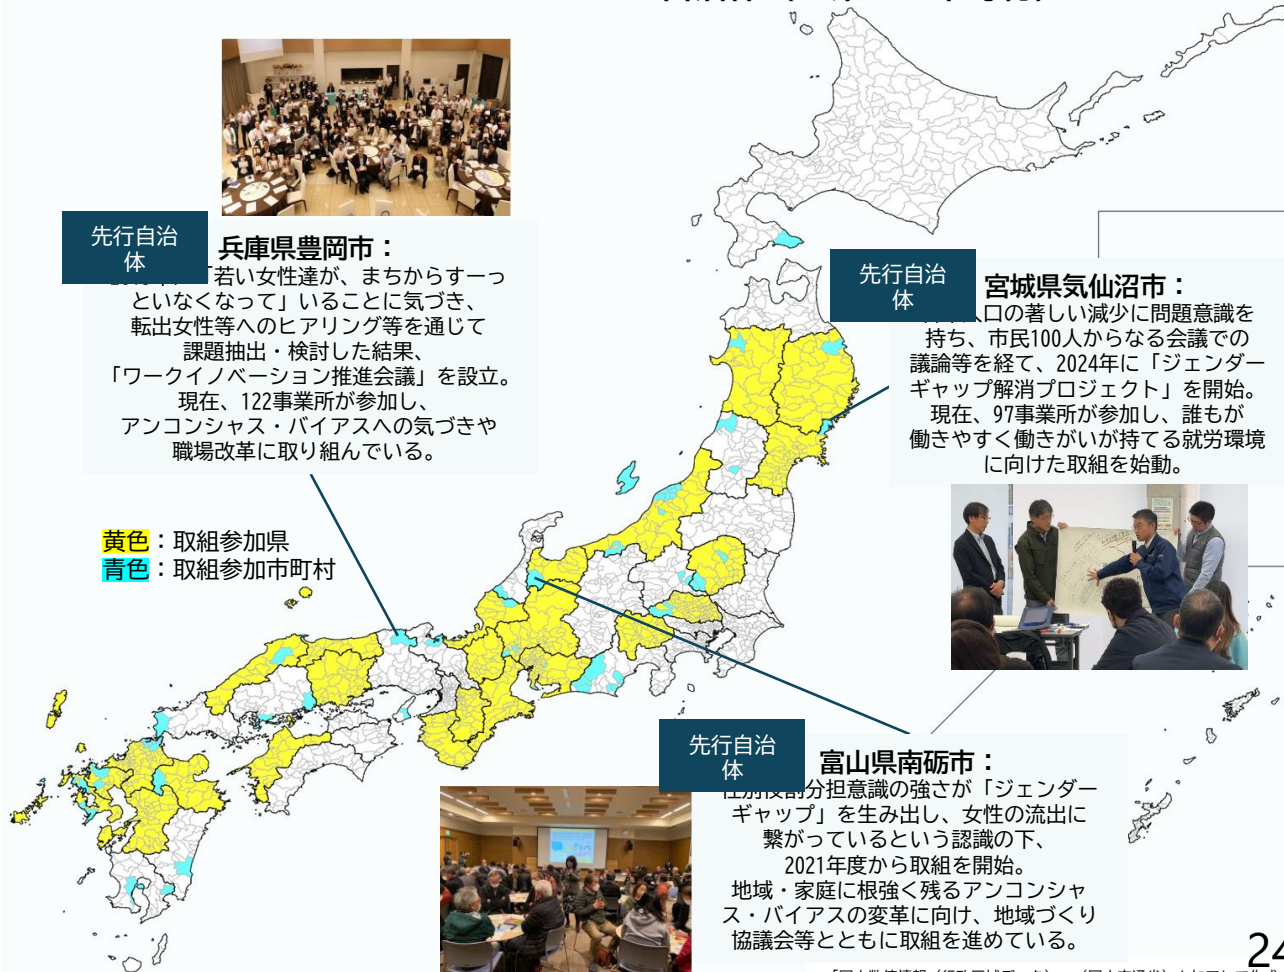 先行自治
体
兵庫県豊岡市：
「若い女性達が、まちからすーっ
といなくなって」いることに気づき、
転出女性等へのヒアリング等を通じて
課題抽出・検討した結果、
「ワークイノベーション推進会議」を設立。
現在、122事業所が参加し、
アンコンシャス・バイアスへの気づきや
職場改革に取り組んでいる。
先行自治
体
宮城県気仙沼市：
人口の著しい減少に問題意識を
持ち、市民100人からなる会議での
議論等を経て、2024年に「ジェンダー
ギャップ解消プロジェクト」を開始。
現在、97事業所が参加し、誰もが
働きやすく働きがいが持てる就労環境
に向けた取組を始動。
黄色：取組参加県
青色：取組参加市町村
先行自治
体
富山県南砺市：
性別役割分担意識の強さが「ジェンダー
ギャップ」を生み出し、女性の流出に
繋がっているという認識の下、
2021年度から取組を開始。
地域・家庭に根強く残るアンコンシャ
ス・バイアスの変革に向け、地域づくり
協議会等とともに取組を進めている。
24